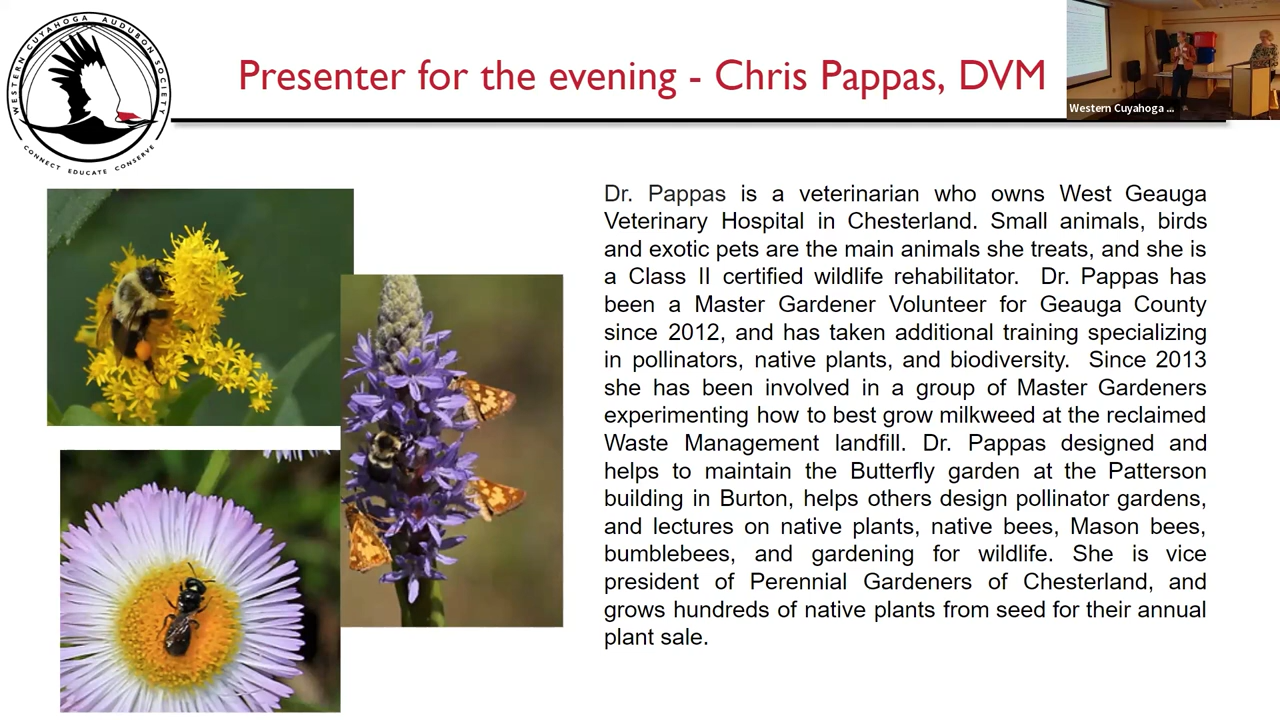 WESTERN CUYAHOGA AUDUBON SOCIETY
CONNECT EDUCATE CONSERVE
Presenter for the evening - Chris Pappas, DVM
Western Cuyahoga ...
Dr. Pappas is a veterinarian who owns West Geauga
Veterinary Hospital in Chesterland. Small animals, birds
and exotic pets are the main animals she treats, and she is
a Class II certified wildlife rehabilitator. Dr. Pappas has
been a Master Gardener Volunteer for Geauga County
since 2012, and has taken additional training specializing
in pollinators, native plants, and biodiversity. Since 2013
she has been involved in a group of Master Gardeners
experimenting how to best grow milkweed at the reclaimed
Waste Management landfill. Dr. Pappas designed and
helps to maintain the Butterfly garden at the Patterson
building in Burton, helps others design pollinator gardens,
and lectures on native plants, native bees, Mason bees,
bumblebees, and gardening for wildlife. She is vice
president of Perennial Gardeners of Chesterland, and
grows hundreds of native plants from seed for their annual
plant sale.